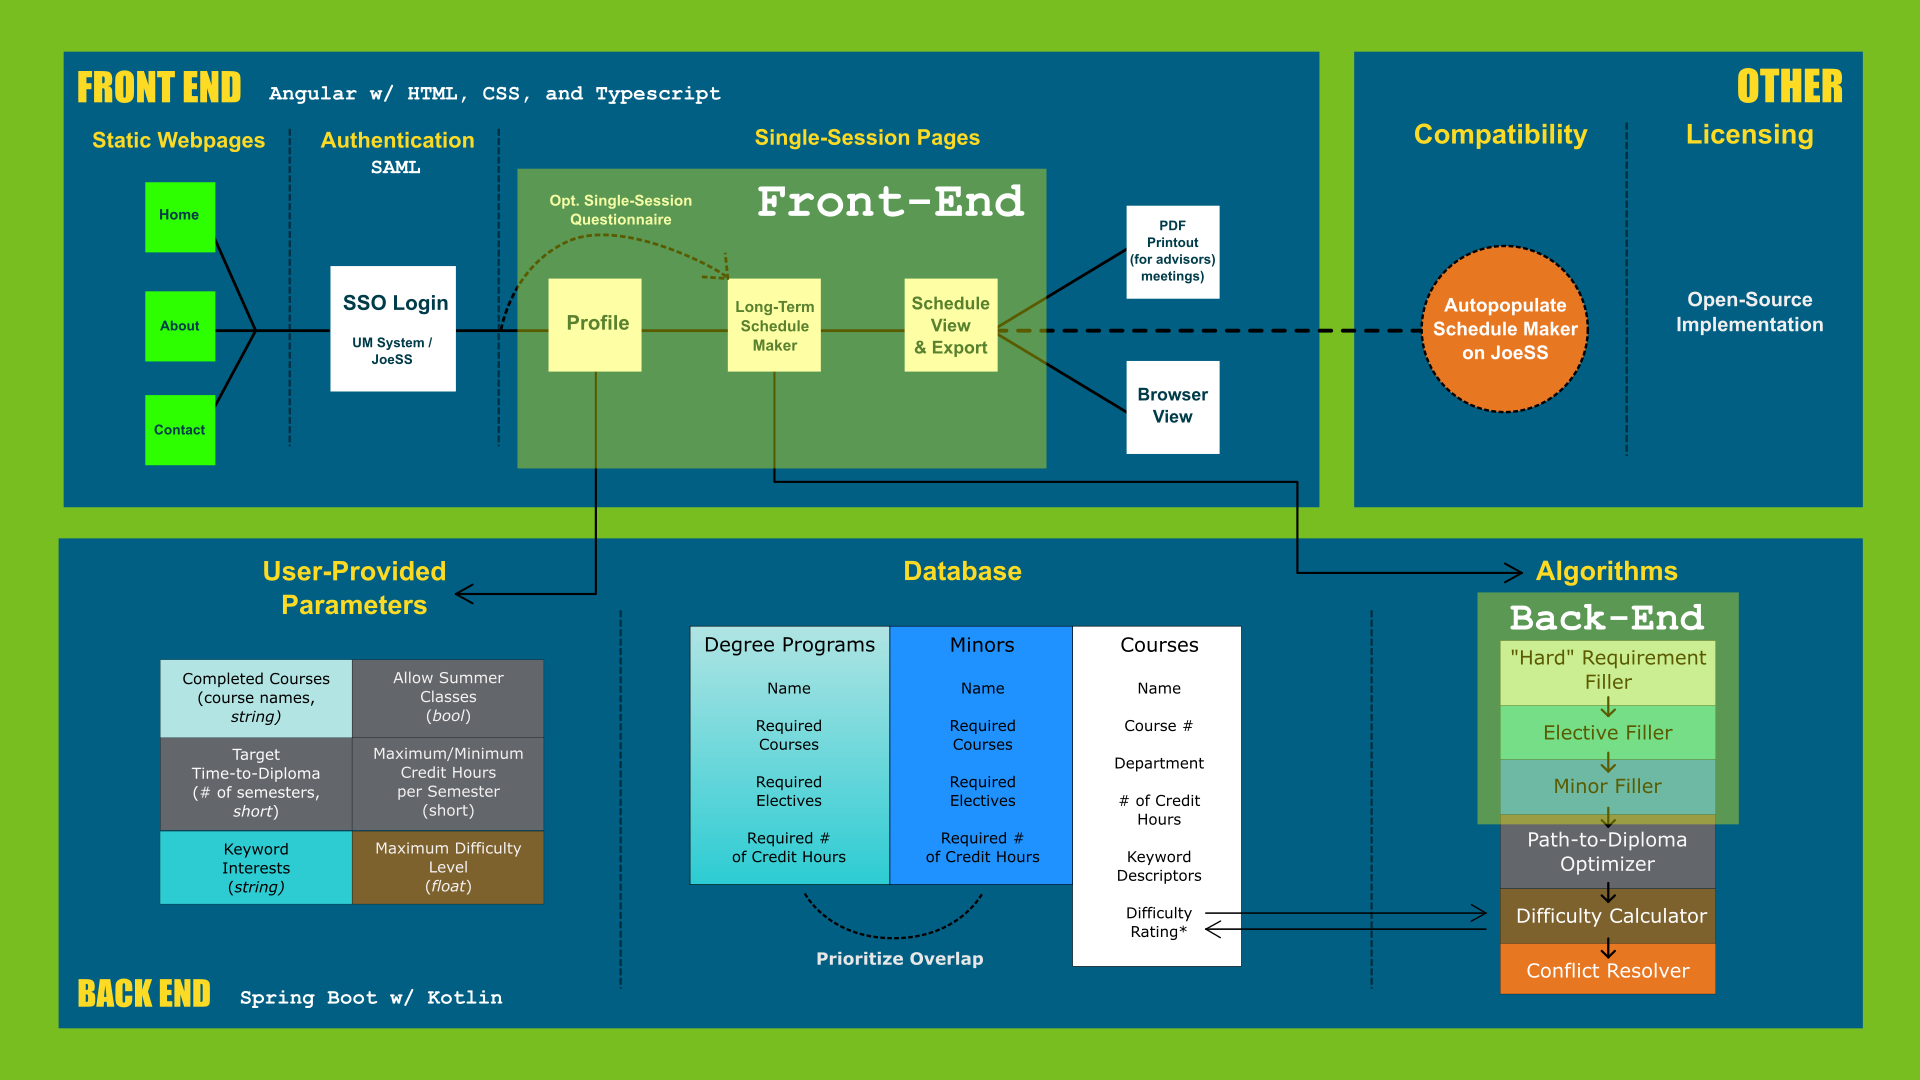 FRONT END
Angular w/ HTML, CSS, and Typescript
Static Webpages
Home
About
Contact
Authentication
SAML
SSO Login
UM System /
JoeSS
Single-Session Pages
Front-End
Opt. Single-Session
Questionnaire
Profile
Long-Term
Schedule
Maker
Schedule
View
& Export
PDF
Printout
(for advisors)
meetings)
Browser
View
OTHER
Compatibility
Autopopulate
Schedule Maker
on JoeSS
Licensing
Open-Source
Implementation
User-Provided
Parameters
Completed Courses
(course names,
string)
Allow Summer
Classes
(bool)
Target
Time-to-Diploma
(# of semesters,
short)
Maximum/Minimum
Credit Hours
per Semester
(short)
Keyword
Interests
(string)
Maximum Difficulty
Level
(float)
Database
Degree Programs
Name
Required
Courses
Required
Electives
Required #
of Credit Hours
Minors
Name
Required
Courses
Required
Electives
Required #
of Credit Hours
Courses
Name
Course #
Department
# of Credit
Hours
Keyword
Descriptors
Difficulty
Rating*
Prioritize Overlap
Algorithms
Back-End
"Hard" Requirement
Filler
Elective Filler
Minor Filler
Path-to-Diploma
Optimizer
Difficulty Calculator
Conflict Resolver
BACK END
Spring Boot w/ Kotlin